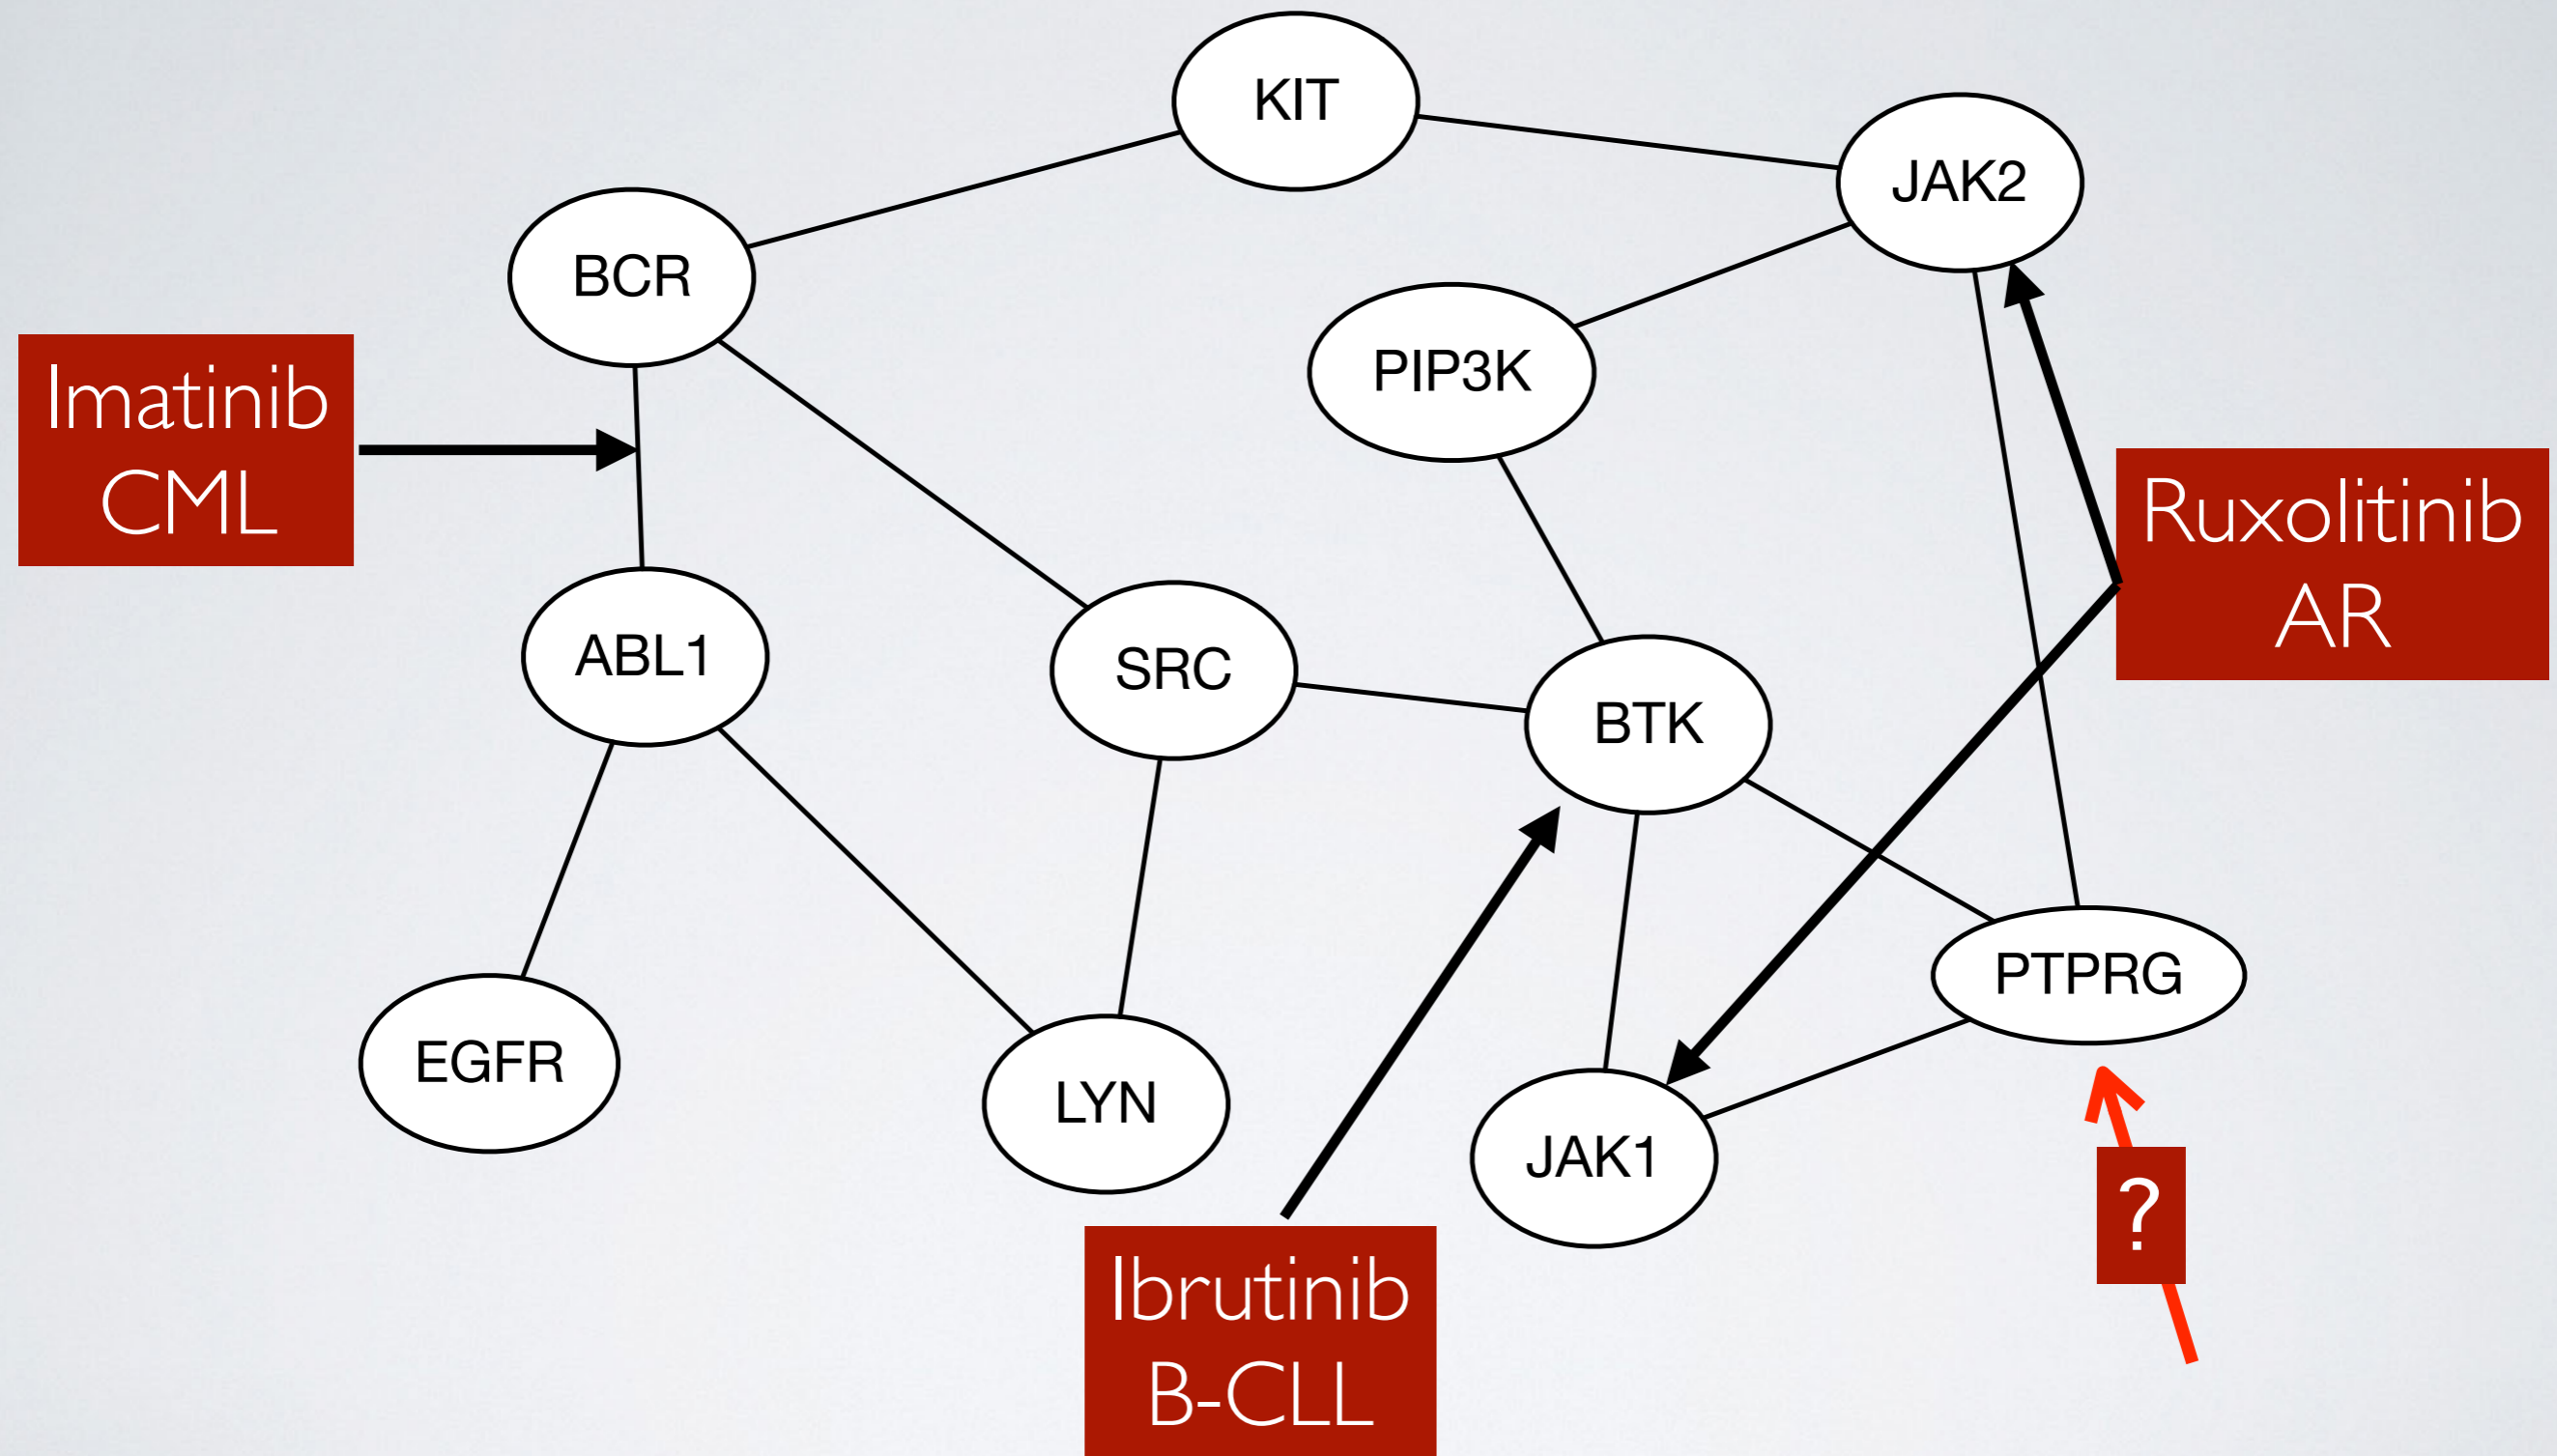 KIT
JAK2
BCR
PIP3K
Imatinib
CML
Ruxolitinib
AR
ABL1
SRC
BTK
PTPRG
EGFR
LYN
JAK1
?
Ibrutinib
B-CLL